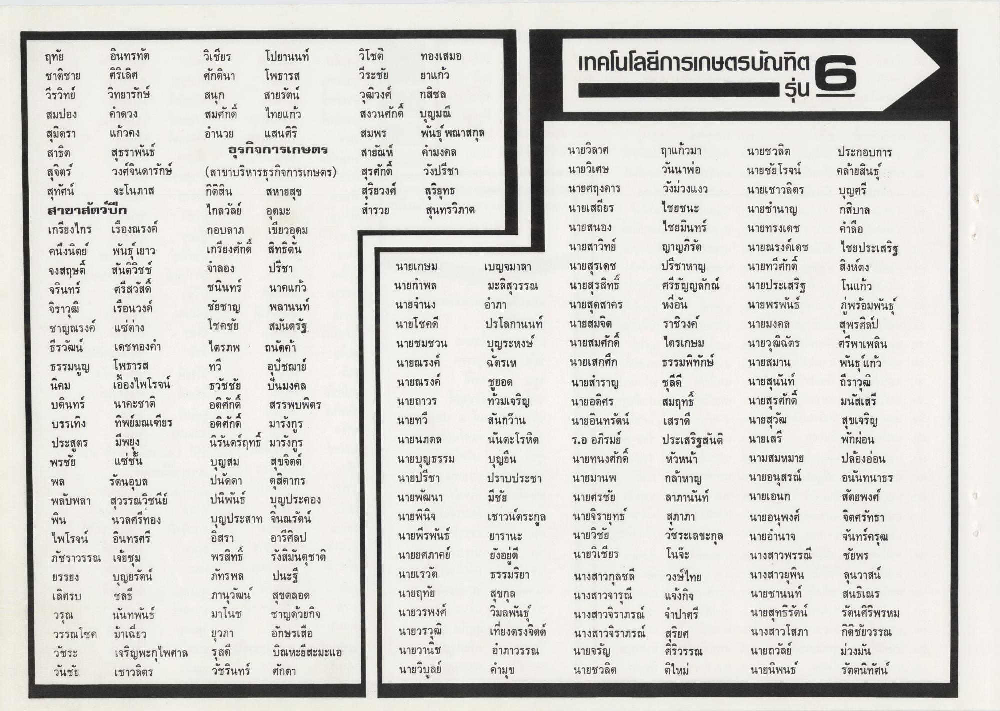 ฤทัย อินทรทัต
ชาติชาย ศิริเลิศ
วีรวิทย์ วิทยารักษ์
สมปอง คำดวง
สุมิตรา แก้วคง
สาธิต สุธราพันธ์
สุจิตร์ วงศ์จินดารักษ์
สุทัศน์ จะโนภาส
สาขาสัตว์ปีก
เกรียงไกร เรืองณรงค์
คนึงนิตย์ พันธุ์เยาว
จงสฤษดิ์ สันติวิชช์
จรินทร์ ศรีสวัสดิ์
จิราวุฒิ เรือนวงค์
ชาญณรงค์ แซ่ต่าง
ธีรวัฒน์ เดชทองคำ
ธรรมนูญ โพธารส
นิคม เอื้องไพโรจน์
บดินทร์ นาคะชาติ
บรรเทิง ทิพย์มณเฑียร
ประสูตร มีพยุง
พรชัย แซ่ชั้น
พล รัตนอุบล
พลับพลา สุวรรณวิชนีย์
พิน นวลศรีทอง
ไพโรจน์ อินทรศรี
ภัชราวรรณ เจ้ยชุม
ยรรยง บุญยรัตน์
เลิศรบ ชลธี
วรุณ นันทพันธ์
วรรณโชค ม้าเฉี่ยว
วัชระ เจริญพะกุไพศาล
วันชัย เชาวลิตร
วิเชียร โปยานนท์
ศักดินา โพธารส
สนุก สายรัตน์
สมศักดิ์ ไทยแก้ว
อำนวย แสนศิริ
ธุรกิจการเกษตร
(สาขาบริหารธุรกิจการเกษตร)
กิติสิน สหายสุข
ไกลวัลย์ อุตมะ
กอบลาภ เขียวอุดม
เกรียงศักดิ์ สิทธิตัน
จำลอง ปรีชา
ชนินทร์ นาคแก้ว
ชัยชาญ พลานนท์
โชคชัย สมันตรัฐ
ไตรภพ ถนัดค้า
ทวี อุปัชฌาย์
ธวัชชัย ปั่นมงคล
อดิศักดิ์ สรรพบพิตร
อดิศักดิ์ มารังกูร
นิรันดร์ฤทธิ์ มารังกูร
บุญสม สุขจิตต์
ปนัดดา ดุสิตากร
ปนิพันธ์ บุญประคอง
บุญประสาท จินณรัตน์
อิสรา อารีศิลป
พรสิทธิ์ รังสิมันตุชาติ
ภัทรพล ปนะฐี
ภานุวัฒน์ สุขตลอด
มาโนช ชาญด้วยกิจ
ยุวภา อักษรเสือ
รุสดี บิณหะยีสะมะแอ
วัชรินทร์ ศักดา
วิโชติ ทองเสมอ
วีระชัย ยาแก้ว
วุฒิวงศ์ กสิชล
สงวนศักดิ์ บุญมณี
สมพร พันธุ์พณาสกุล
สายัณห์ คำมงคล
สุรศักดิ์ วังปรีชา
สุริยวงศ์ สุริยุทธ
สำรวย สุนทรวิภาต
เทคโนโลยีการเกษตรบัณฑิต
รุ่น 6
นายเกษม เบญจมาลา
นายกำพล มะลิสุวรรณ
นายจำนง อำภา
นายโชคดี ปรโลกานนท์
นายชมชวน บุญระหงษ์
นายณรงค์ ฉัตรเห
นายณรงค์ ชูยอด
นายถาวร ท้วมเจริญ
นายทวี สันกว๊าน
นายนภดล นันตะโรหิต
นายบุญธรรม บุญยืน
นายปรีชา ปราบประชา
นายพัฒนา มีชัย
นายพินิจ เชาวน์ตระกูล
นายพีรพันธ์ ยารานะ
นายยศภาคย์ ยังอยู่ดี
นายเรวัต ธรรมริยา
นายฤทัย สุขกุล
นายวรพงศ์ วิมลพันธุ์
นายวรวุฒิ เที่ยงตรงจิตต์
นายวานิช อำภาวรรณ
นายวิบูลย์ คำมุข
นายวิลาศ ฤาแก้วมา
นายวิเศษ วันนาพ่อ
นายศฤงคาร วังม่วงแงว
นายเสถียร ไชยชนะ
นายสนอง ไชยมินทร์
นายสาวิทย์ ญาณภิรัต
นายสุรเดช ปรีชาหาญ
นายสุรสิทธิ์ ศรีธัญญลักณ์
นายสุดสาคร หงี่อัน
นายสมจิต ราชิวงค์
นายสมศักดิ์ ไตรเกษม
นายเสกศึก ธรรมพิทักษ์
นายสำราญ ชุลีดี
นายอดิศร สมฤทธิ์
นายอินทรัตน์ เสราดี
ร.อ อภิรมย์ ประเสริฐสันติ
นายทนงศักดิ์ หัวหน้า
นายมานพ กล้าหาญ
นายศรชัย ลาภานันท์
นายจิรายุทธ์ สุภาภา
นายวิชัย วัชระเลขะกุล
นายวิเชียร โนจ๊ะ
นางสาวกุลชลี วงษ์ไทย
นางสาวจารุณี แจ้งกิจ
นางสาวจิราภรณ์ จำปาศรี
นางสาวจิราภรณ์ สุริยศ
นายจรัญ ศิริวรรณ
นายชวลิต ติใหม่
นายชวลิต ประกอบการ
นายชัยโรจน์ คล้ายสินธุ์
นายเชาวลิตร บุญศรี
นายชำนาญ กสิบาล
นายทรงเดช คำลือ
นายณรงค์เดช ไชยประเสริฐ
นายทวีศักดิ์ สิงห์ดง
นายประเสริฐ โนแก้ว
นายพรพันธ์ ภู่พร้อมพันธุ์
นายมงคล สุพรศิลป์
นายวุฒิฉัตร ศรีพาเพลิน
นายสมาน พันธุ์แก้ว
นายสุนันท์ ถีราวุฒิ
นายสุรศักดิ์ มนัสเสรี
นายสุวัฒ สุขเจริญ
นายเสรี พักผ่อน
นามสมหมาย ปล้องอ่อน
นายอนุสรณ์ อนันทนาธร
นายเอนก สัตยพงศ์
นายอนุพงศ์ จิตศรัทธา
นายอำนาจ จันทร์ครุฒ
นางสาวพรรณี ชัยพร
นางสาวยุพิน ลุนวาสน์
นายชานนท์ สนธิเณร
นายสุทธิรัตน์ รัตนศิริพรหม
นางสาวโสภา กิติชัยวรรณ
นายถวัลย์ ม่วงมัน
นายนิพนธ์ รัตตนิทัศน์